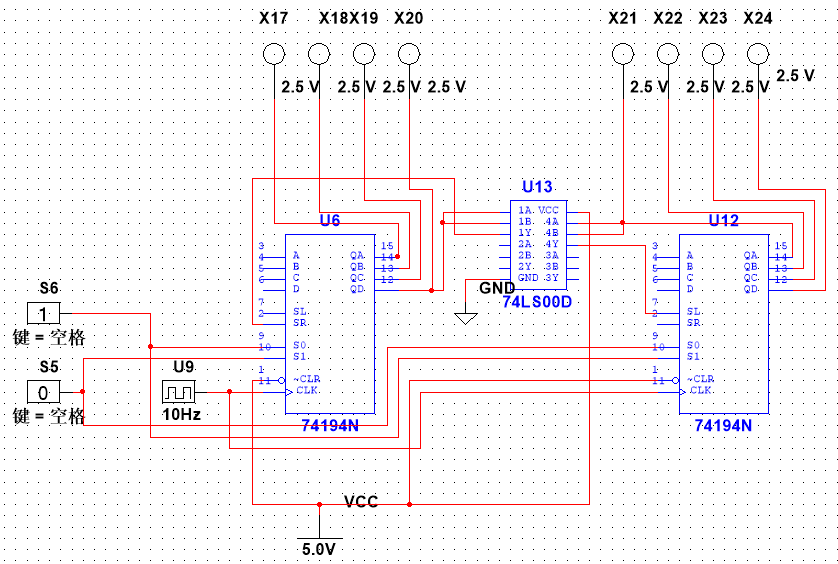 X17 X18X19 X20 X21 X22 X23 X24
2.5 V 2.5 V 2.5 V 2.5 V 2.5 V 2.5 V 2.5 V 2.5 V
U13
U6
3 A QA 15
4 B QB 14
5 C QC 13
6 D QD 12
7 SL
2 SR
9 S0
10 S1
1 ~CLR
11 CLK
74194N
1A VCC
1B 4A
1Y 4B
2A 4Y
2B 3A
2Y 3B
GND 3Y
GND
74LS00D
U12
3 A QA 15
4 B QB 14
5 C QC 13
6 D QD 12
7 SL
2 SR
9 S0
10 S1
1 ~CLR
11 CLK
74194N
S6
1
键 = 空格
S5
0
键 = 空格
U9
10Hz
VCC
5.0V